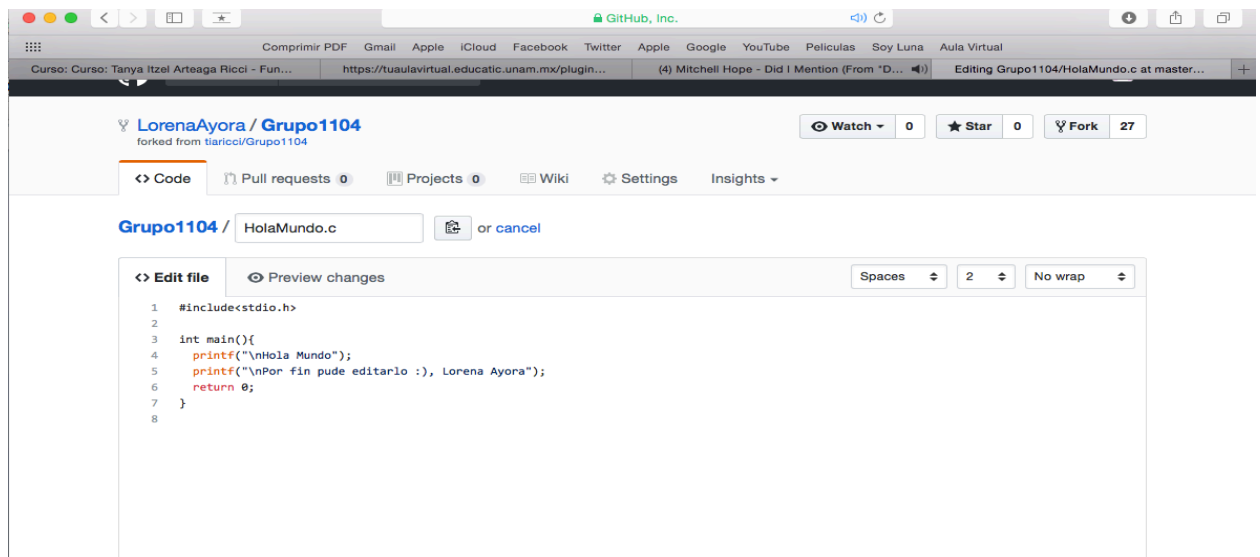 GitHub, Inc.
Comprimir PDF Gmail Apple iCloud Facebook Twitter Apple Google YouTube Peliculas Soy Luna Aula Virtual
Curso: Curso: Tanya Itzel Arteaga Ricci - Fun... https://tuaulavirtual.educatic.unam.mx/plugin... (4) Mitchell Hope - Did I Mention (From "D... Editing Grupo1104/HolaMundo.c at master... +
LorenaAyora / Grupo1104 Watch 0 Star 0 Fork 27
forked from tiaricci/Grupo1104
<> Code Pull requests 0 Projects 0 Wiki Settings Insights
Grupo1104 / HolaMundo.c or cancel
<> Edit file Preview changes Spaces 2 No wrap
1 #include<stdio.h>
2
3 int main(){
4 printf("\nHola Mundo");
5 printf("\nPor fin pude editarlo :), Lorena Ayora");
6 return 0;
7 }
8